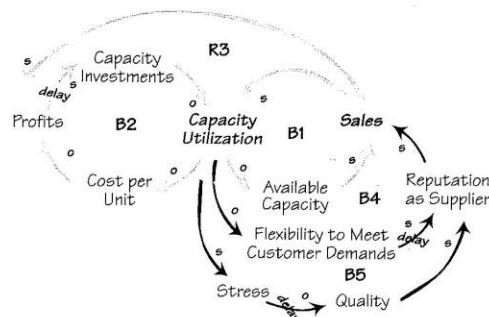 R3
Capacity
Investments
s
s
delay
s
o
Profits
B2
Capacity
Utilization
B1
Sales
s
o
o
Cost per
Unit
o
s
s
Available
Capacity
B4
Reputation
as Supplier
o
Flexibility to Meet
Customer Demands
s
delay
s
s
B5
Stress
delay
o
Quality